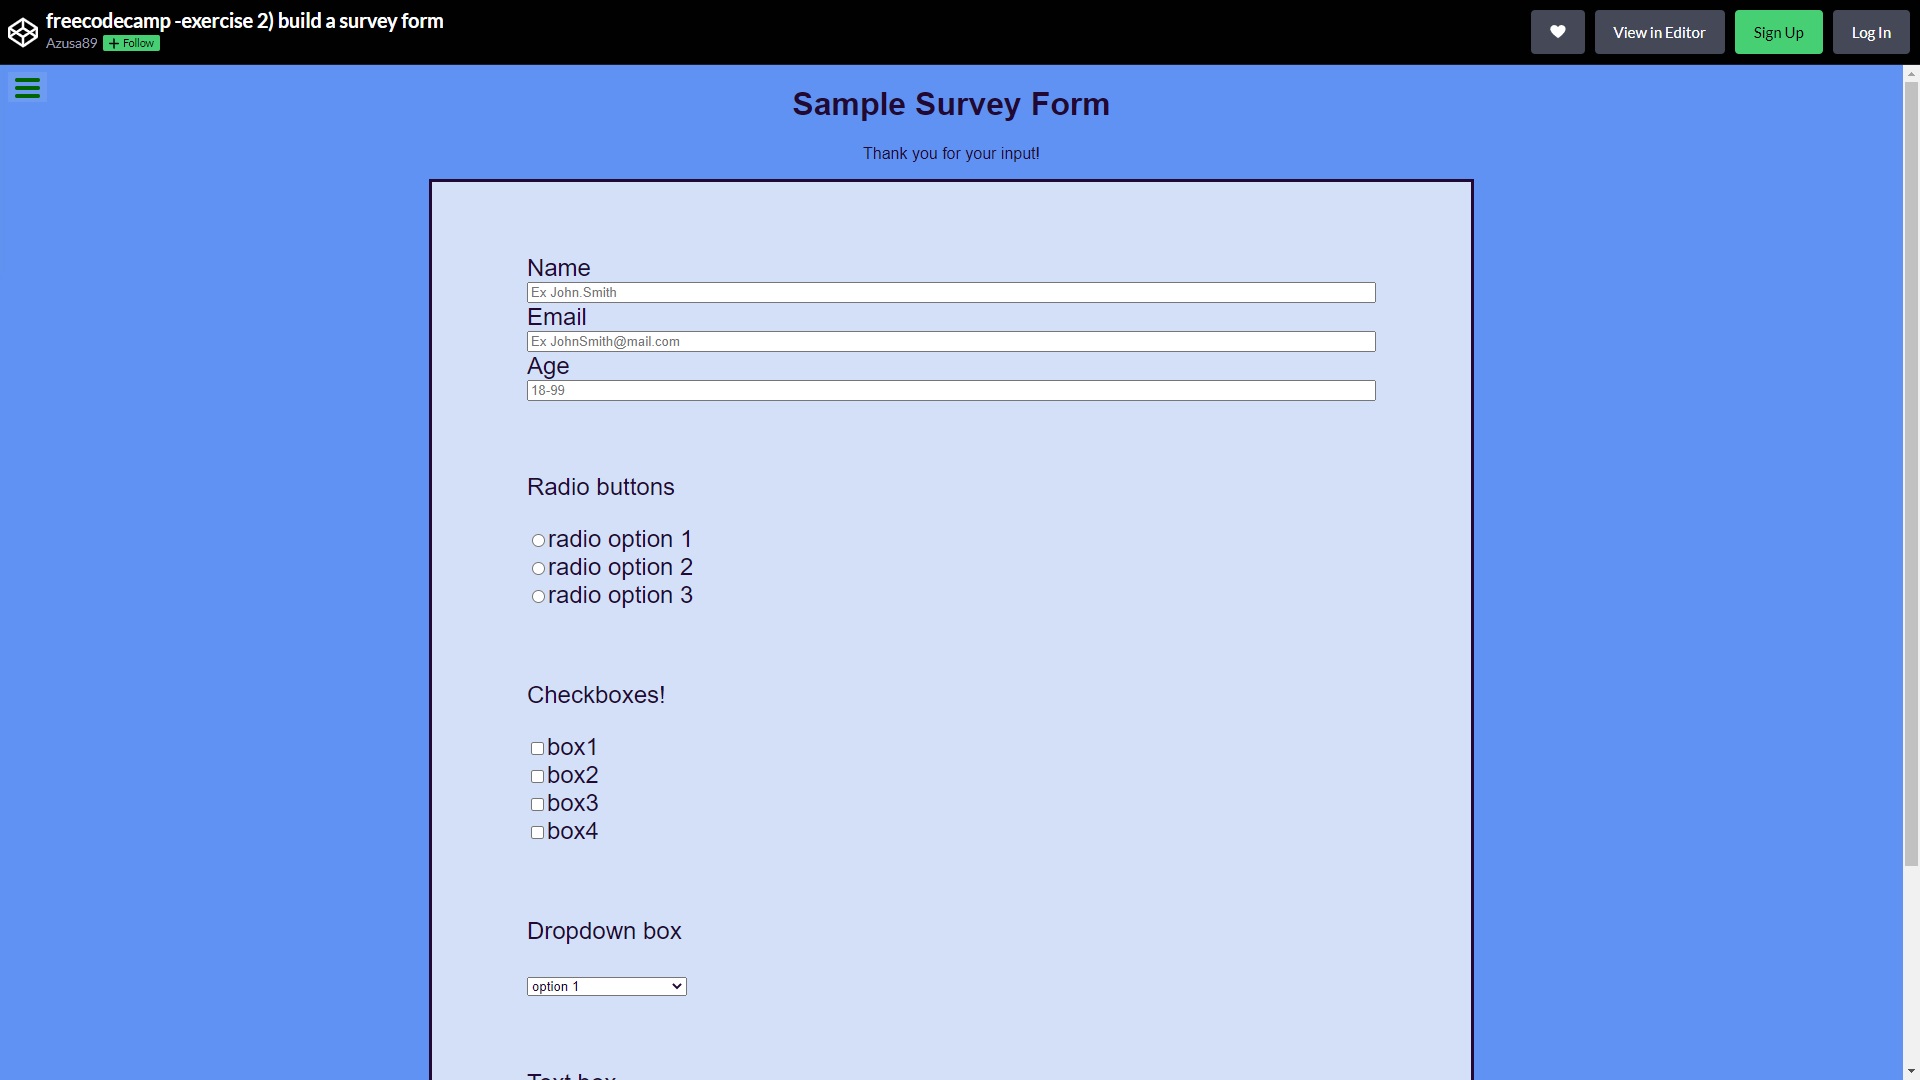 freecodecamp -exercise 2) build a survey form
Azusa89 + Follow
View in Editor
Sign Up
Log In
Sample Survey Form
Thank you for your input!
Name
Ex John.Smith
Email
Ex JohnSmith@mail.com
Age
18-99
Radio buttons
radio option 1
radio option 2
radio option 3
Checkboxes!
box1
box2
box3
box4
Dropdown box
option 1
Text box